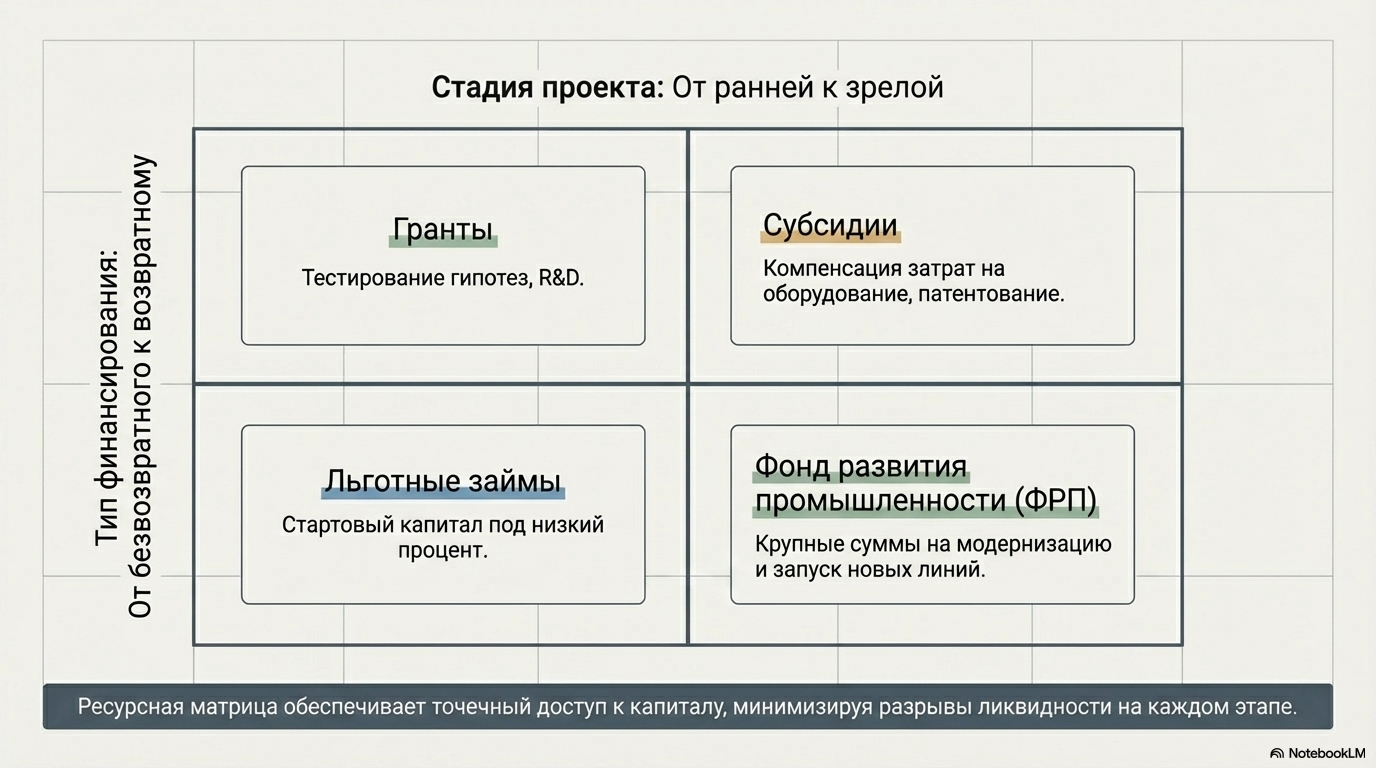 Стадия проекта: От ранней к зрелой
Тип финансирования:
От безвозвратного к возвратному
Гранты
Тестирование гипотез, R&D.
Субсидии
Компенсация затрат на
оборудование, патентование.
Льготные займы
Стартовый капитал под низкий
процент.
Фонд развития
промышленности (ФРП)
Крупные суммы на модернизацию
и запуск новых линий.
Ресурсная матрица обеспечивает точечный доступ к капиталу, минимизируя разрывы ликвидности на каждом этапе.
NotebookLM